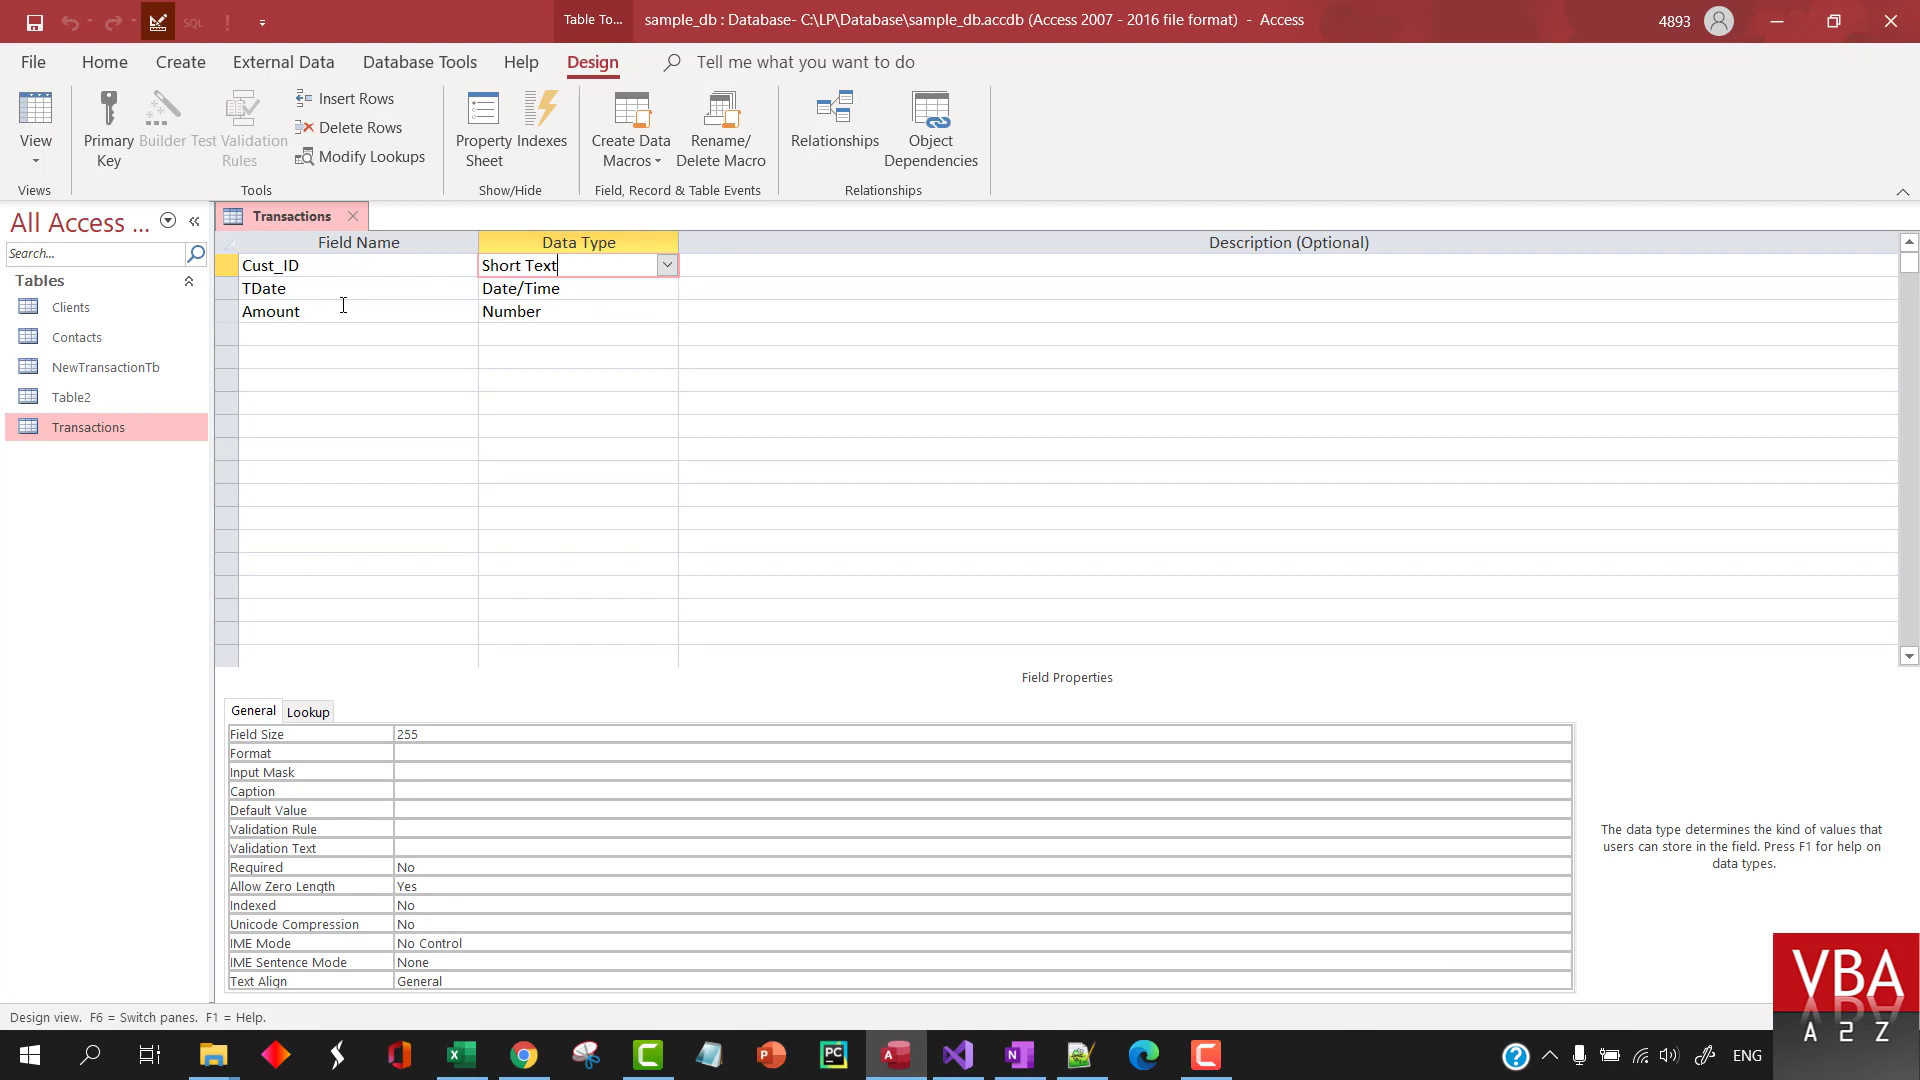 SQL
Table To...
sample_db : Database- C:\LP\Database\sample_db.accdb (Access 2007 - 2016 file format) - Access
4893
File Home Create External Data Database Tools Help Design Tell me what you want to do
View
Primary Key
Builder
Test Validation Rules
Insert Rows
Delete Rows
Modify Lookups
Property Sheet
Indexes
Create Data Macros
Rename/ Delete Macro
Relationships
Object Dependencies
Views
Tools
Show/Hide
Field, Record & Table Events
Relationships
All Access ...
Search...
Tables
Clients
Contacts
NewTransactionTb
Table2
Transactions
Transactions
Field Name Data Type Description (Optional)
Cust_ID Short Text
TDate Date/Time
Amount Number
Field Properties
General Lookup
Field Size 255
Format
Input Mask
Caption
Default Value
Validation Rule
Validation Text
Required No
Allow Zero Length Yes
Indexed No
Unicode Compression No
IME Mode No Control
IME Sentence Mode None
Text Align General
The data type determines the kind of values that
users can store in the field. Press F1 for help on
data types.
Design view. F6 = Switch panes. F1 = Help.
VBA
A 2 Z
ENG